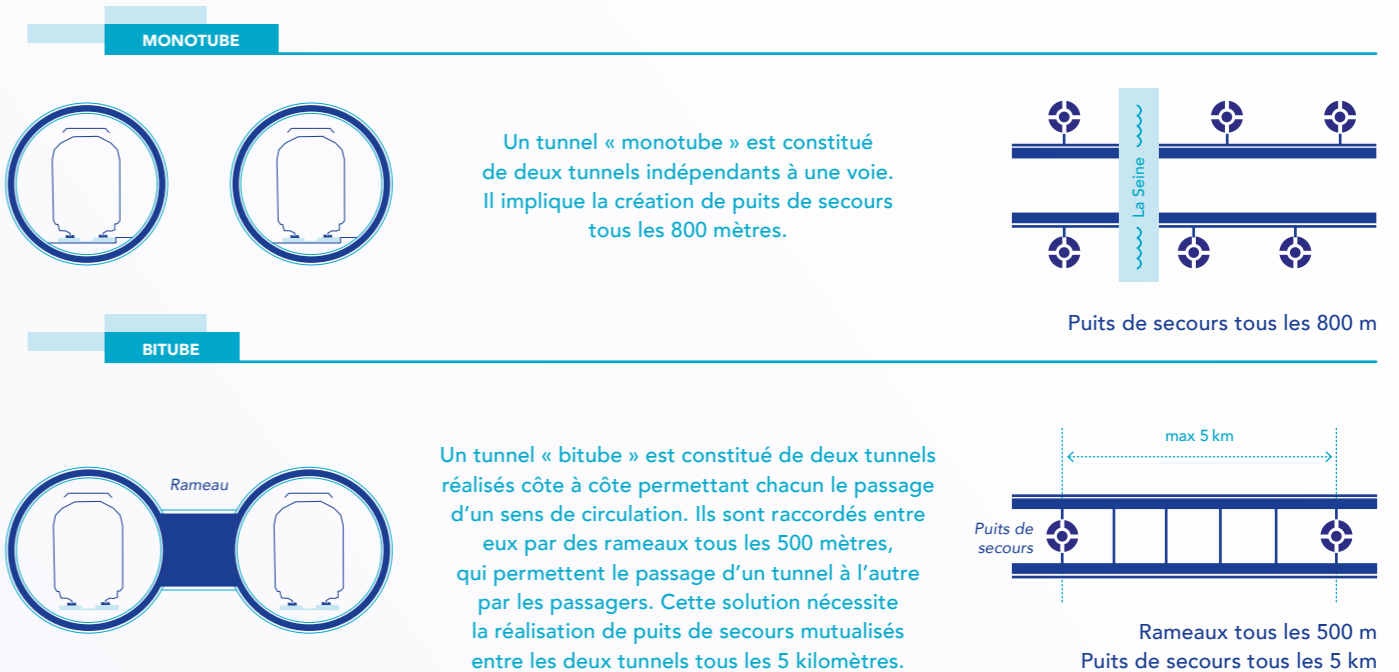 MONOTUBE
Un tunnel « monotube » est constitué
de deux tunnels indépendants à une voie.
Il implique la création de puits de secours
tous les 800 mètres.
La Seine
Puits de secours tous les 800 m
BITUBE
Rameau
Un tunnel « bitube » est constitué de deux tunnels
réalisés côte à côte permettant chacun le passage
d’un sens de circulation. Ils sont raccordés entre
eux par des rameaux tous les 500 mètres,
qui permettent le passage d’un tunnel à l’autre
par les passagers. Cette solution nécessite
la réalisation de puits de secours mutualisés
entre les deux tunnels tous les 5 kilomètres.
max 5 km
Puits de
secours
Rameaux tous les 500 m
Puits de secours tous les 5 km